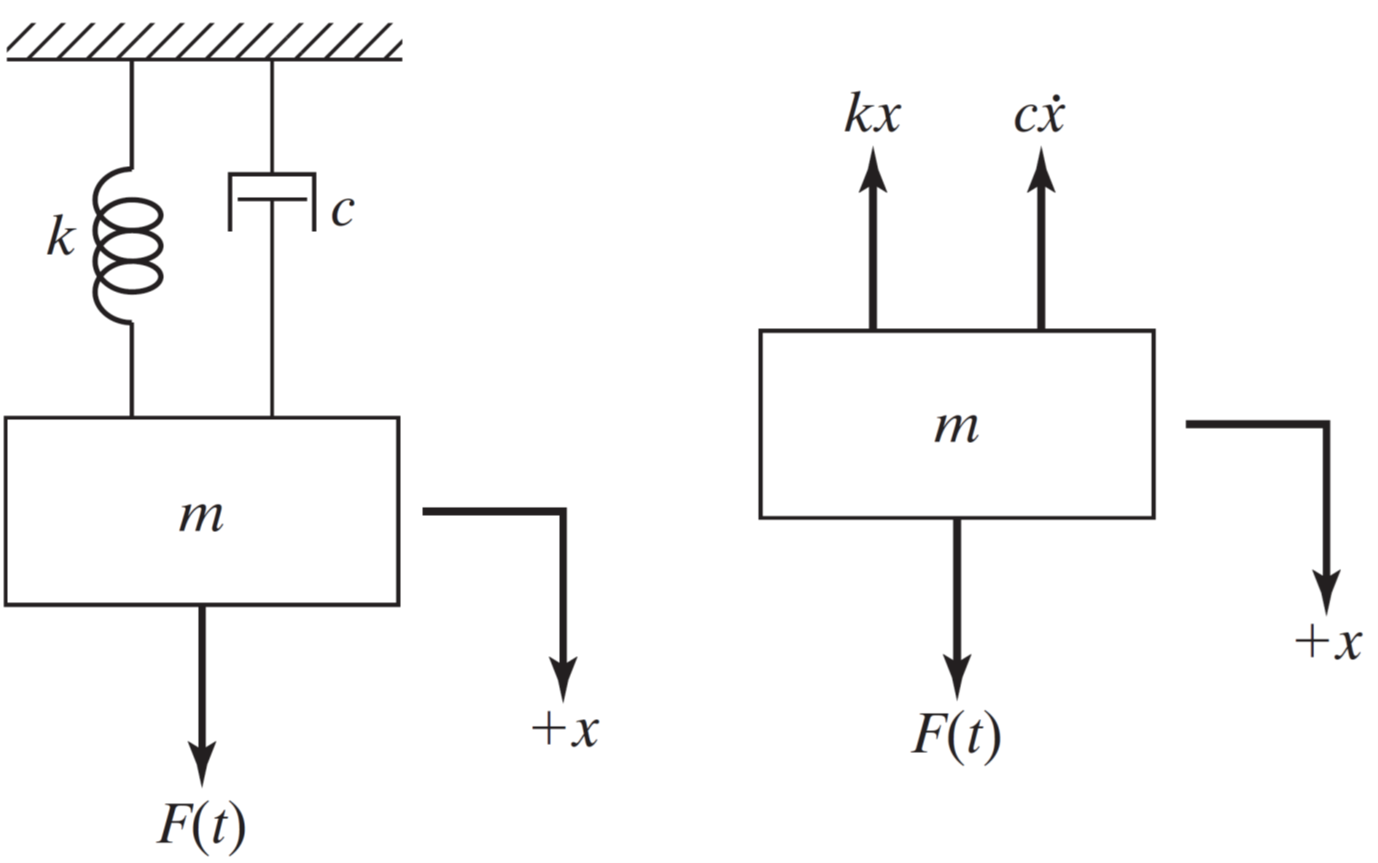 kx cẋ
k c
m
m
+x
F(t)
+x
F(t)